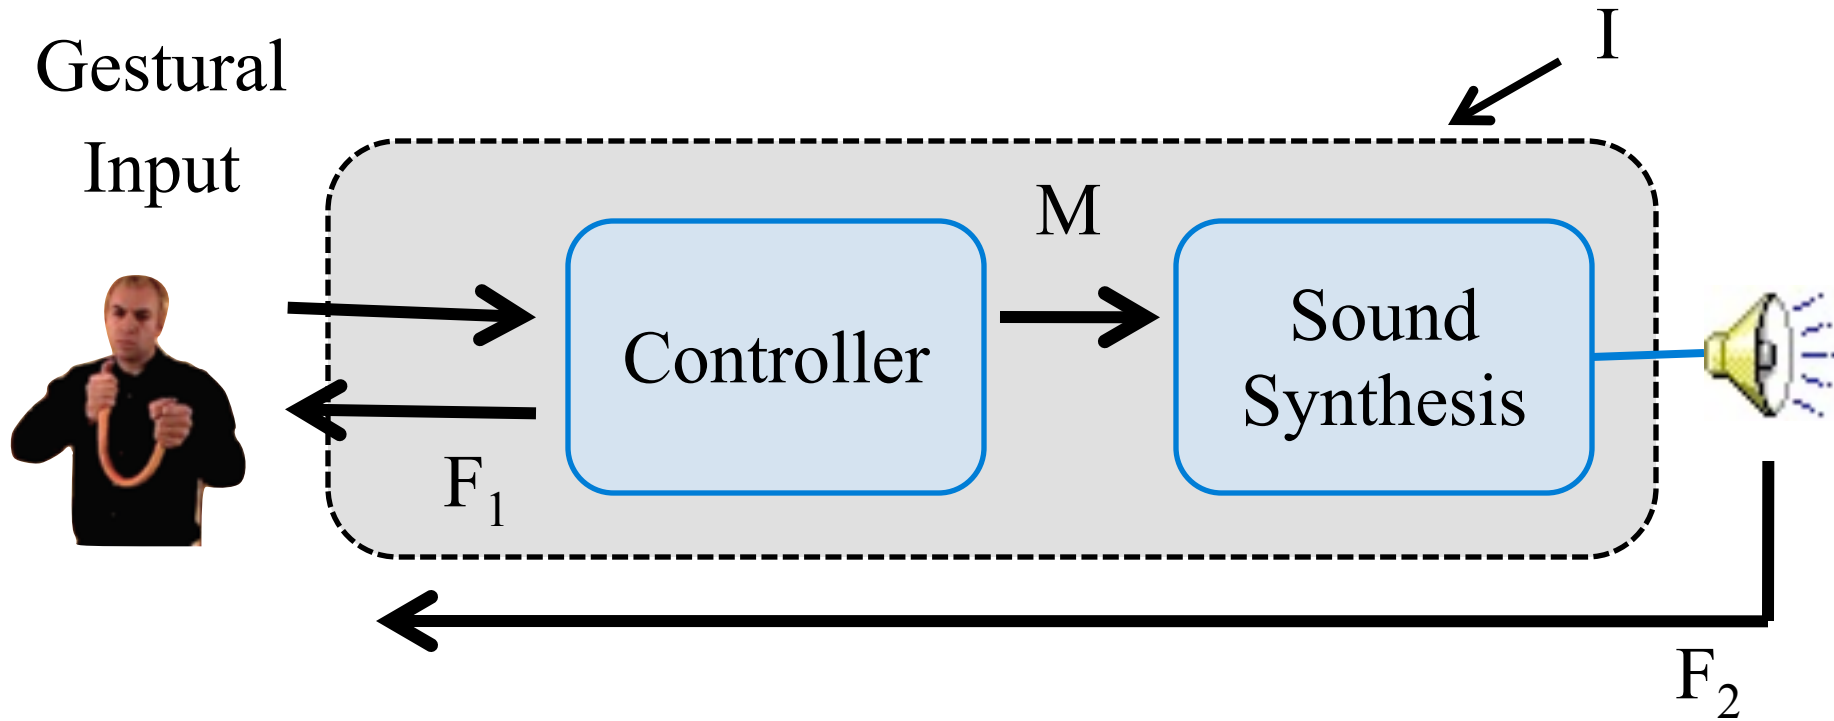 Gestural
Input
I
M
Controller
Sound
Synthesis
F₁
F₂